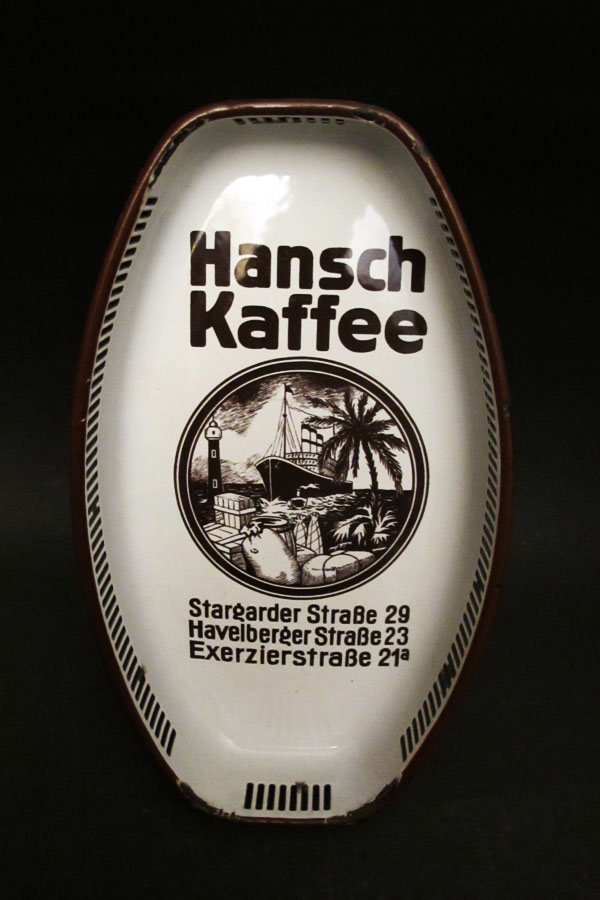 Hansch
Kaffee
Stargarder Straße 29
Havelberger Straße 23
Exerzierstraße 21a